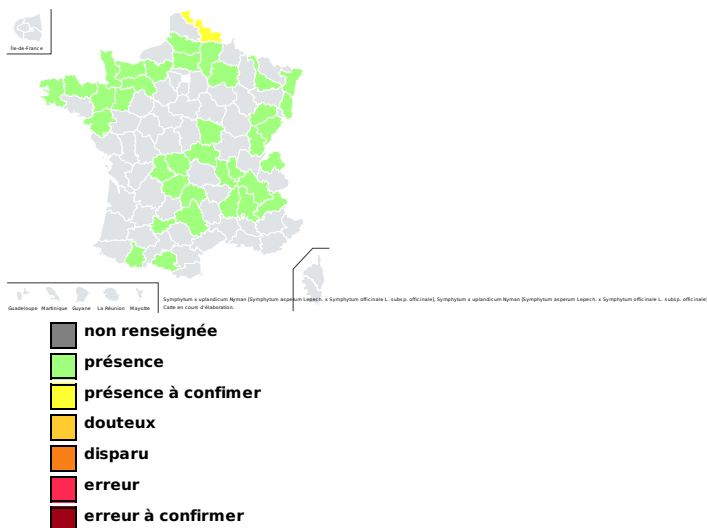 Île-de-France
Guadeloupe Martinique Guyane La Réunion Mayotte
Symphytum x uplandicum Nyman [Symphytum asperum Lepech. x Symphytum officinale L. subsp. officinale], Symphytum x uplandicum Nyman [Symphytum asperum Lepech. x Symphytum officinale L. subsp. officinale]
Carte en cours d'élaboration.
non renseignée
présence
présence à confimer
douteux
disparu
erreur
erreur à confirmer